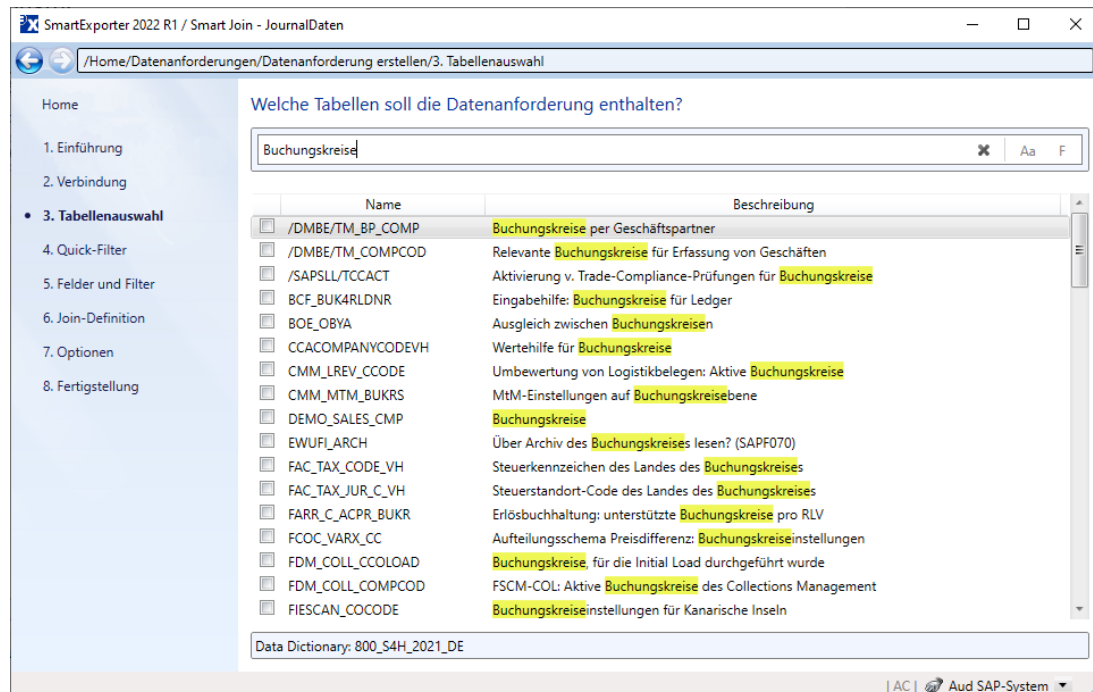 SmartExporter 2022 R1 / Smart Join - JournalDaten
/Home/Datenanforderungen/Datenanforderung erstellen/3. Tabellenauswahl
Home
1. Einführung
2. Verbindung
3. Tabellenauswahl
4. Quick-Filter
5. Felder und Filter
6. Join-Definition
7. Optionen
8. Fertigstellung
Welche Tabellen soll die Datenanforderung enthalten?
Buchungskreise Aa F
Name Beschreibung
/DMBE/TM_BP_COMP Buchungskreise per Geschäftspartner
/DMBE/TM_COMPCOD Relevante Buchungskreise für Erfassung von Geschäften
/SAPSLL/TCCACT Aktivierung v. Trade-Compliance-Prüfungen für Buchungskreise
BCF_BUK4RLDNR Eingabehilfe: Buchungskreise für Ledger
BOE_OBYA Ausgleich zwischen Buchungskreisen
CCACOMPANYCODEVH Wertehilfe für Buchungskreise
CMM_LREV_CCODE Umbewertung von Logistikbelegen: Aktive Buchungskreise
CMM_MTM_BUKRS MtM-Einstellungen auf Buchungskreisebene
DEMO_SALES_CMP Buchungskreise
EWUFI_ARCH Über Archiv des Buchungskreises lesen? (SAPF070)
FAC_TAX_CODE_VH Steuerkennzeichen des Landes des Buchungskreises
FAC_TAX_JUR_C_VH Steuerstandort-Code des Landes des Buchungskreises
FARR_C_ACPR_BUKR Erlösbuchhaltung: unterstützte Buchungskreise pro RLV
FCOC_VARX_CC Aufteilungsschema Preisdifferenz: Buchungskreiseinstellungen
FDM_COLL_CCOLOAD Buchungskreise, für die Initial Load durchgeführt wurde
FDM_COLL_COMPCOD FSCM-COL: Aktive Buchungskreise des Collections Management
FIESCAN_COCODE Buchungskreiseinstellungen für Kanarische Inseln
Data Dictionary: 800_S4H_2021_DE
| AC | Aud SAP-System